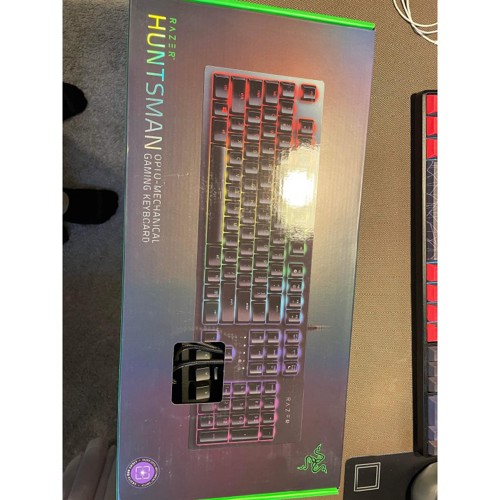 RAZER
RAZER
HUNTSMAN
OPTO-MECHANICAL
GAMING KEYBOARD